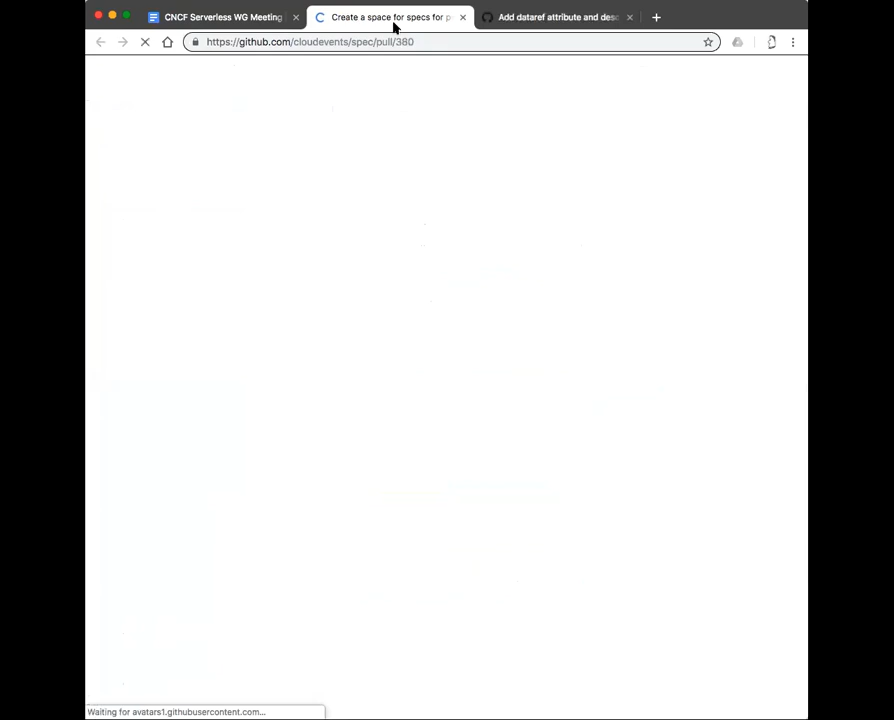 CNCF Serverless WG Meeting
Create a space for specs for p
Add dataref attribute and des
https://github.com/cloudevents/spec/pull/380
Waiting for avatars1.githubusercontent.com...